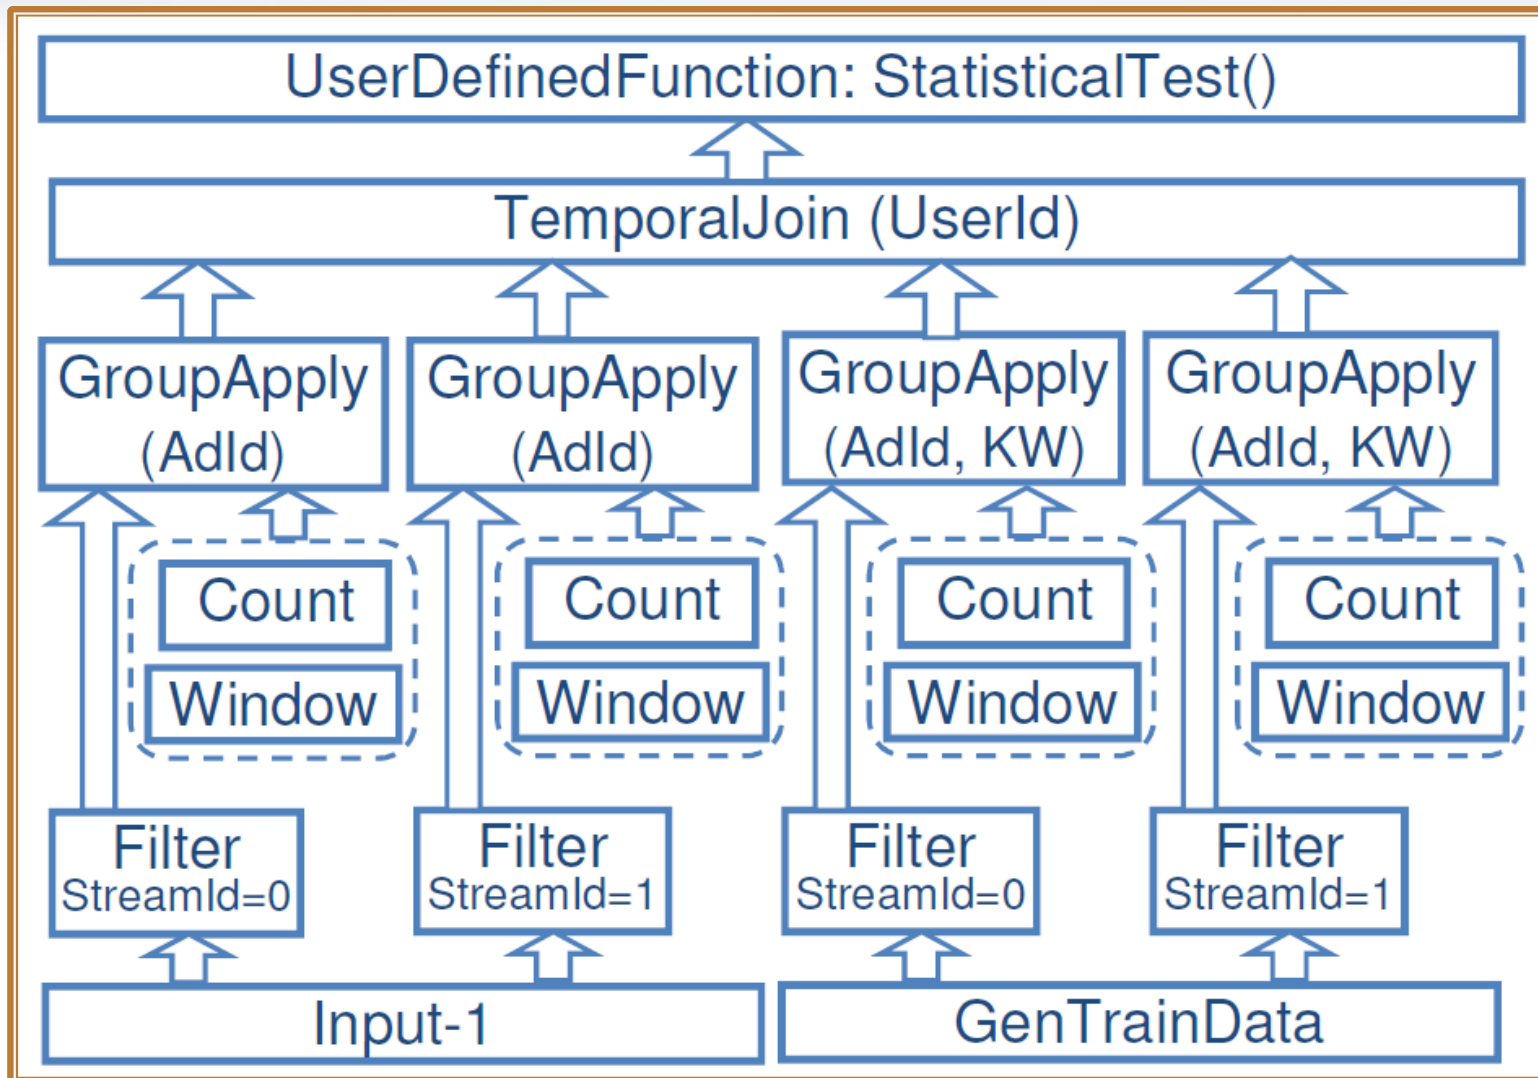 UserDefinedFunction: StatisticalTest()
TemporalJoin (UserId)
GroupApply
(AdId)
GroupApply
(AdId)
GroupApply
(AdId, KW)
GroupApply
(AdId, KW)
Count
Window
Count
Window
Count
Window
Count
Window
Filter
StreamId=0
Filter
StreamId=1
Filter
StreamId=0
Filter
StreamId=1
Input-1
GenTrainData